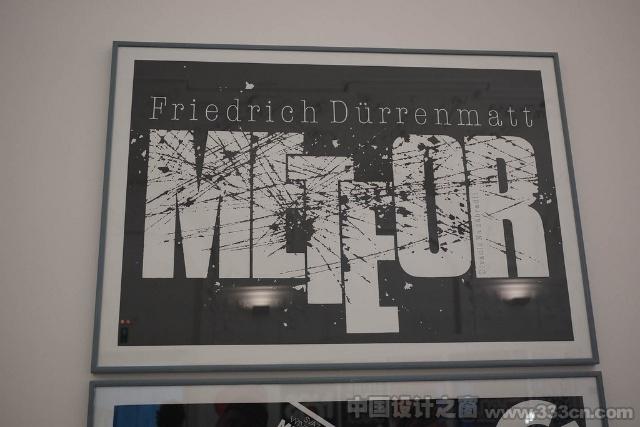 Friedrich Dürrenmatt
METEOR
中国设计之窗
www.333cn.com